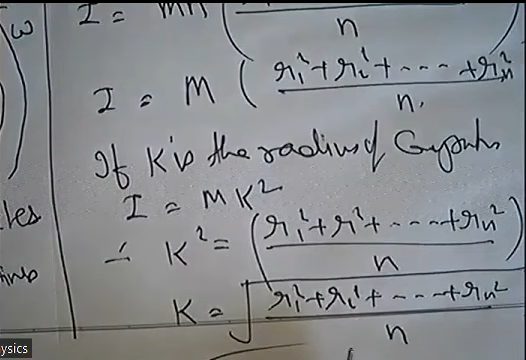 ω I = mn ( / n
I = M ( r₁²+r₂²+----+rₙ² / n.
If K is the radius of Gyration
I = MK²
les
∴ K² = ( r₁²+r₂²+----+rₙ² / n )
K = √( r₁²+r₂²+----+rₙ² / n )
ysics